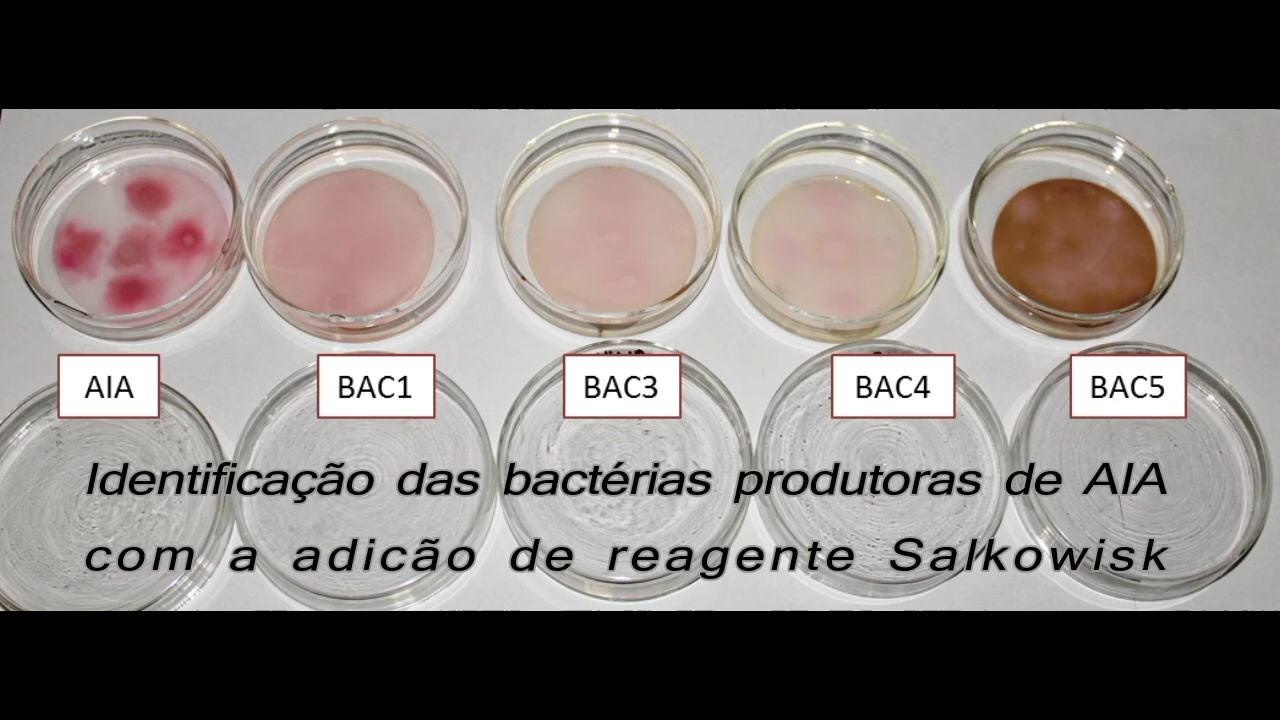 AIA
BAC1
BAC3
BAC4
BAC5
Identificação das bactérias produtoras de AIA
com a adicão de reagente Salkowisk